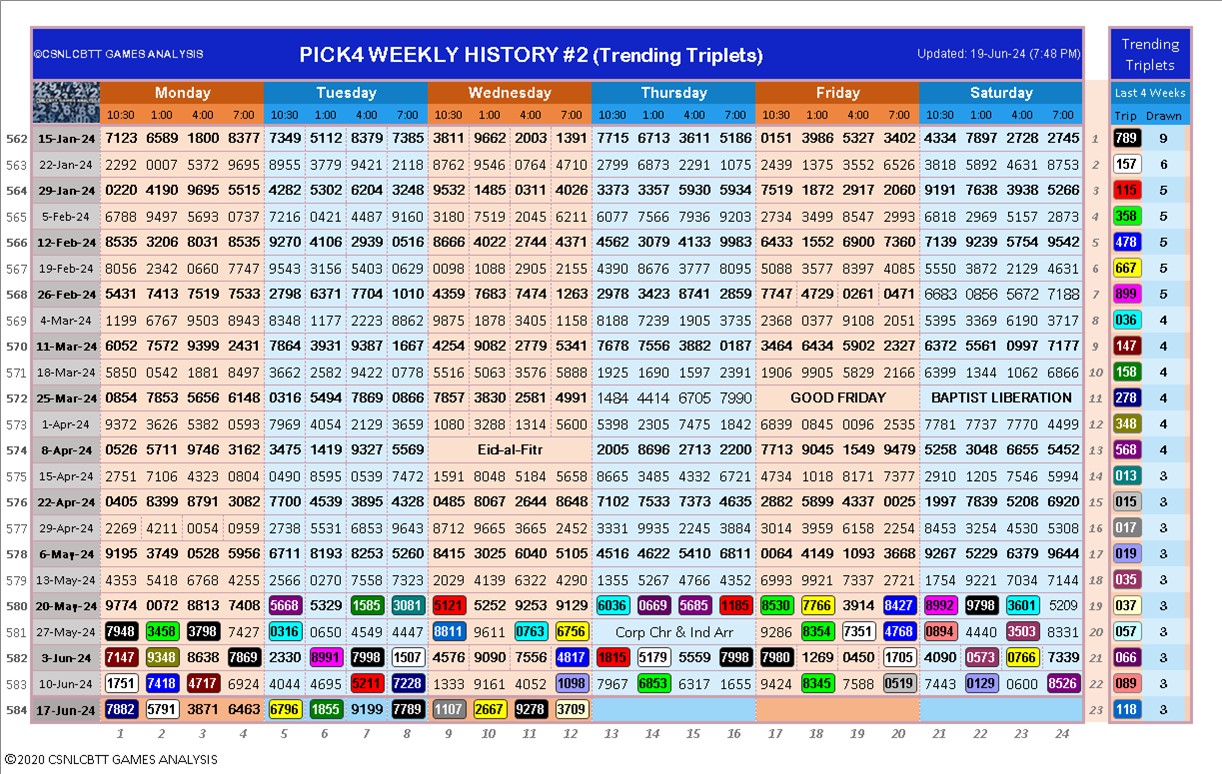 ©CSNLCBTT GAMES ANALYSIS PICK4 WEEKLY HISTORY #2 (Trending Triplets) Updated: 19-Jun-24 (7:48 PM) Trending
Triplets
Monday Tuesday Wednesday Thursday Friday Saturday Last 4 Weeks
10:30 1:00 4:00 7:00 10:30 1:00 4:00 7:00 10:30 1:00 4:00 7:00 10:30 1:00 4:00 7:00 10:30 1:00 4:00 7:00 10:30 1:00 4:00 7:00 Trip Drawn
562 15-Jan-24 7123 6589 1800 8377 7349 5112 8379 7385 3811 9662 2003 1391 7715 6713 3611 5186 0151 3986 5327 3402 4334 7897 2728 2745 1 789 9
563 22-Jan-24 2292 0007 5372 9695 8955 3779 9421 2118 0762 9546 0764 4710 2799 6873 2291 1075 2439 1375 3552 6526 3818 5892 4631 8753 2 157 6
564 29-Jan-24 0220 4190 9695 5515 4282 5302 6204 3248 9532 1485 0311 4026 3373 3357 5930 5934 7519 1872 2917 2060 9191 7638 3938 5266 3 115 5
565 5-Feb-24 6788 9497 5693 0737 7216 0421 4487 9160 3180 7519 2045 6211 6077 7566 7936 9203 2734 3499 8547 2993 6818 2969 5157 2873 4 358 5
566 12-Feb-24 8535 3206 8031 8535 9270 4106 2939 0516 8666 4022 2744 4371 4562 3079 4133 9983 6433 1552 6900 7360 7139 9239 5754 9542 5 478 5
567 19-Feb-24 8056 2342 0660 7747 9543 3156 5403 0629 0098 1088 2905 2155 4390 8676 3777 8095 5088 3577 8397 4085 5550 3872 2129 4631 6 667 5
568 26-Feb-24 5431 7413 7519 7533 2798 6371 7704 1018 4359 7683 7474 1263 2978 3423 8741 2859 7747 4729 0261 0471 6683 0856 5672 7188 7 899 5
569 4-Mar-24 1199 6767 9503 8943 8348 1177 2223 8862 9875 1878 3405 1158 8188 7239 1905 3735 2368 0377 9108 2051 5395 3369 6190 3717 8 036 4
570 11-Mar-24 6052 7572 9399 2431 7864 3931 9387 1667 4254 9082 2779 5341 7678 7556 3882 0187 3464 6434 5902 2327 6372 5561 0997 7177 9 147 4
571 18-Mar-24 5850 0542 1881 8497 3662 2582 9422 0778 5516 5063 3576 5888 1925 1690 1597 2391 1906 9905 5829 2166 6399 1344 1062 6866 10 158 4
572 25-Mar-24 0854 7853 5656 6148 0316 5494 7869 0886 7857 3830 2581 4991 1484 4414 6705 7990 GOOD FRIDAY BAPTIST LIBERATION 11 278 4
573 1-Apr-24 9372 3626 5382 0593 7969 4054 2129 3659 1080 3288 1314 5600 5398 2305 7475 1842 6839 0845 0096 2535 7781 7737 7770 4499 12 348 4
574 8-Apr-24 0526 5711 9746 3162 3475 1419 9327 5569 Eid-al-Fitr 2005 8696 2713 2200 7713 9045 1549 9479 5258 3048 6655 5452 13 568 4
575 15-Apr-24 2751 7106 4323 0804 0490 8595 0539 7472 1591 8048 5184 5658 8665 3485 4332 6721 4734 1018 8171 7377 2910 1205 7546 5994 14 013 3
576 22-Apr-24 0405 8399 8791 3082 7700 4539 3895 4328 0485 8067 2644 8648 7102 7533 7373 4635 2882 5899 4337 0025 1997 7839 5208 6920 15 015 3
577 29-Apr-24 2269 4211 0054 0959 2738 5531 6853 9643 8712 9665 3665 2452 3331 9935 2245 3884 3014 3959 6158 2254 8453 3254 4530 5308 16 017 3
578 6-May-24 9195 3749 0528 5956 6711 8193 8253 5260 8415 3025 6040 5105 4516 4622 5410 6811 0064 4149 1093 3668 9267 5229 6379 9644 17 019 3
579 13-May-24 4353 5418 6768 4255 2566 0270 7558 7323 2029 4139 6322 4290 1355 5267 4766 4352 6993 9921 7337 2721 1754 9221 7034 7144 18 035 3
580 20-May-24 9774 0072 8813 7408 5668 5329 1585 3081 5121 5252 9253 9129 6036 0669 5685 1185 8530 7766 3914 8427 8992 9798 3601 5209 19 037 3
581 27-May-24 7948 3458 3798 7427 0316 0650 4549 4447 8811 9611 0763 6756 Corp Chr & Ind Arr 9286 8354 7351 4768 0894 4440 3503 8331 20 057 3
582 3-Jun-24 7147 9348 8638 7869 2330 8991 7998 1507 4576 9090 7556 4817 1815 5179 5559 7998 7980 1269 0450 1705 4090 0573 0766 7339 21 066 3
583 10-Jun-24 1751 7418 4717 6924 4044 4695 5211 7228 1333 9161 4052 1098 7967 6853 6317 1655 9424 8345 7588 0519 7443 0129 0600 8526 22 089 3
584 17-Jun-24 7882 5791 3871 6463 6796 1855 9199 7789 1107 2667 9278 3709 23 118 3
1 2 3 4 5 6 7 8 9 10 11 12 13 14 15 16 17 18 19 20 21 22 23 24
©2020 CSNLCBTT GAMES ANALYSIS